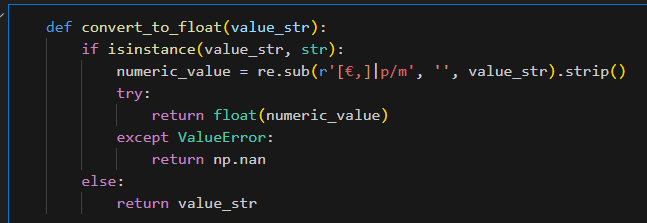 def convert_to_float(value_str):
    if isinstance(value_str, str):
        numeric_value = re.sub(r'[€,]|p/m', '', value_str).strip()
        try:
            return float(numeric_value)
        except ValueError:
            return np.nan
    else:
        return value_str